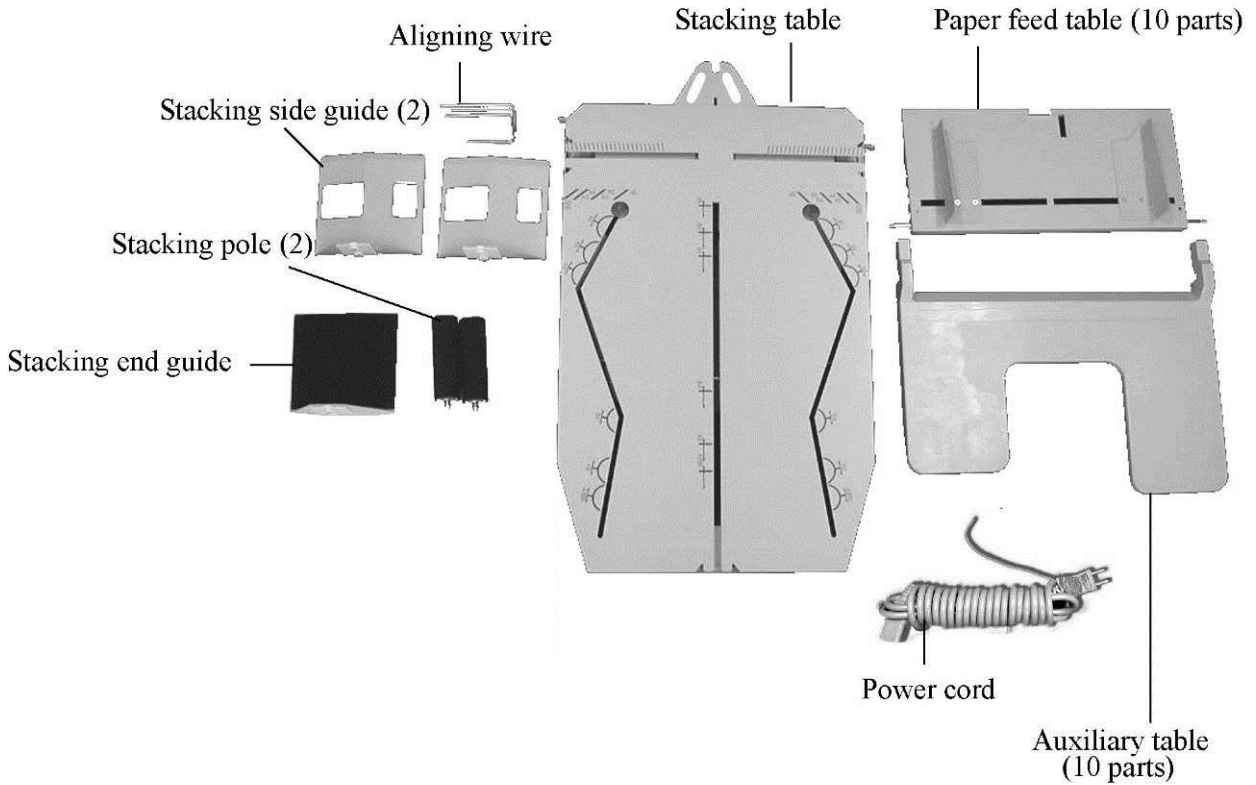 Aligning wire
Stacking table
Paper feed table (10 parts)
Stacking side guide (2)
Stacking pole (2)
Stacking end guide
Power cord
Auxiliary table
(10 parts)